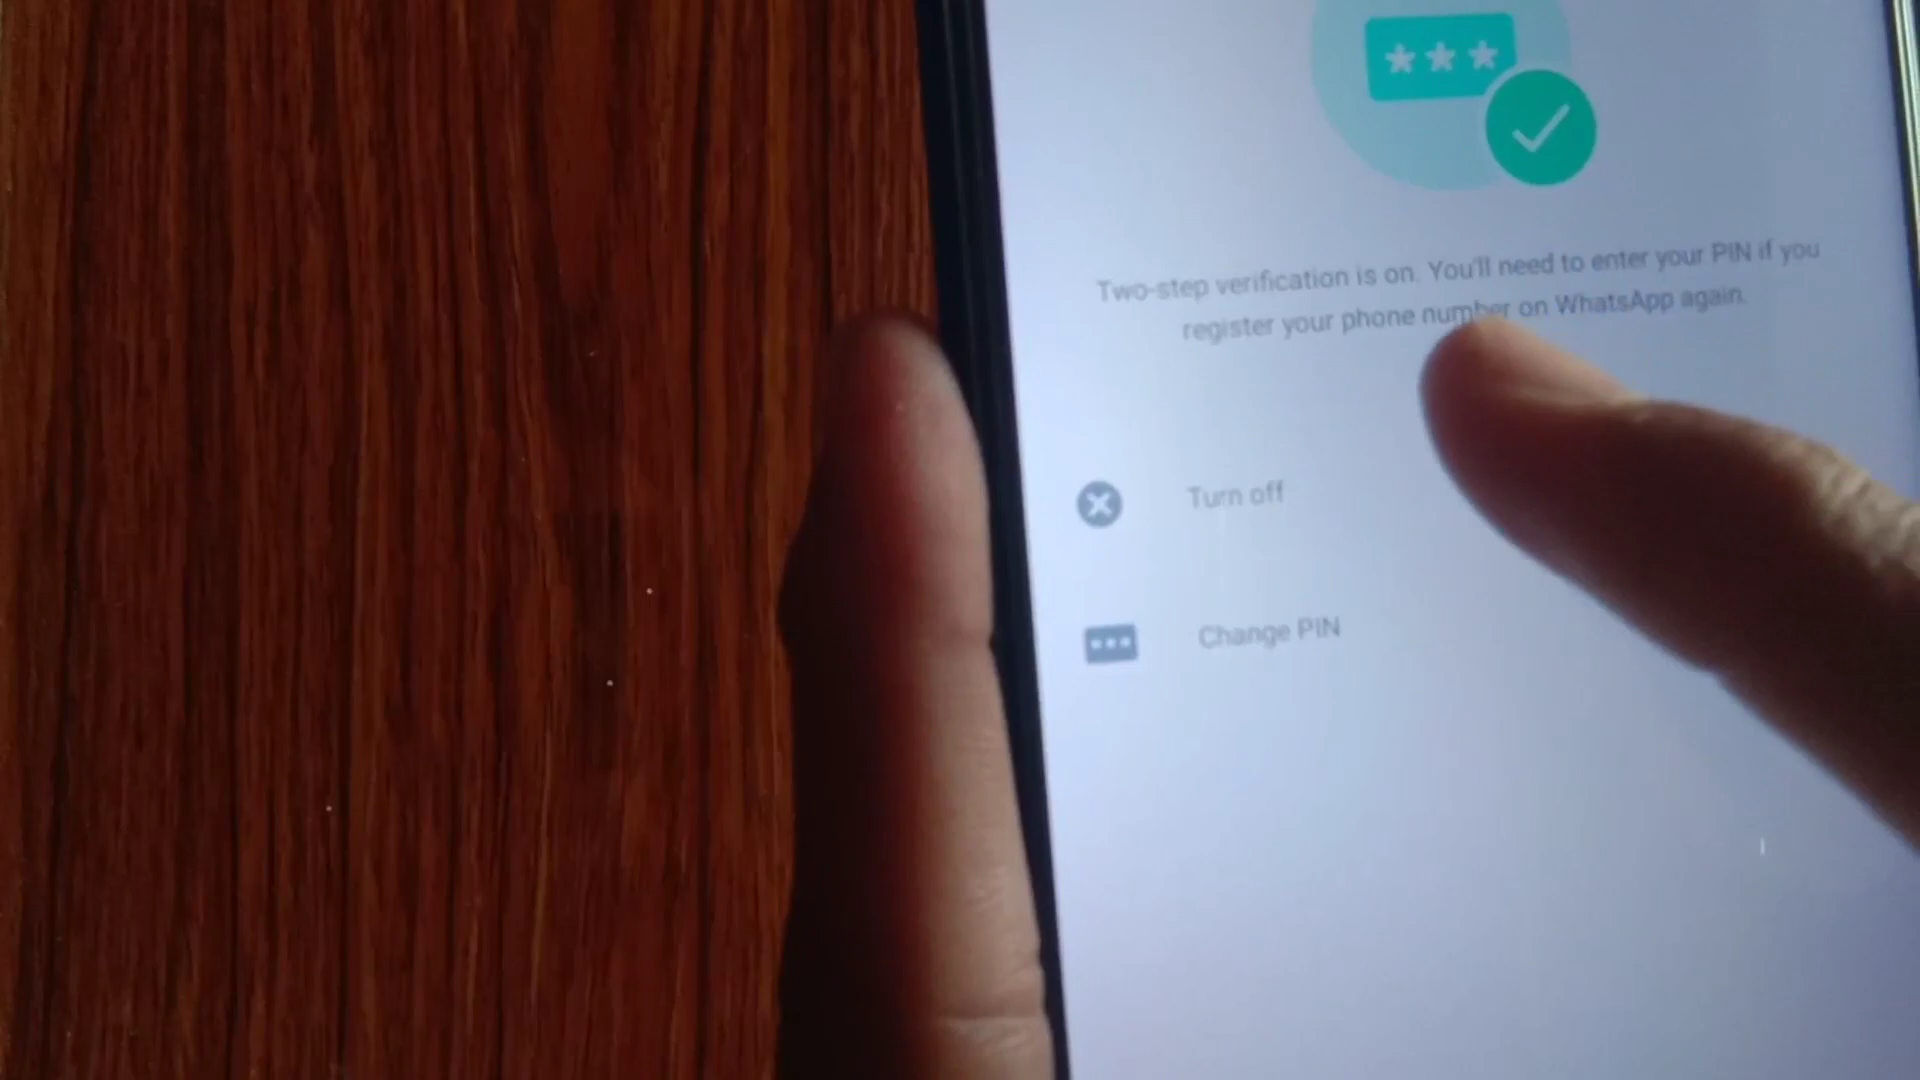 Two-step verification is on. You'll need to enter your PIN if you
register your phone number on WhatsApp again.
Turn off
Change PIN